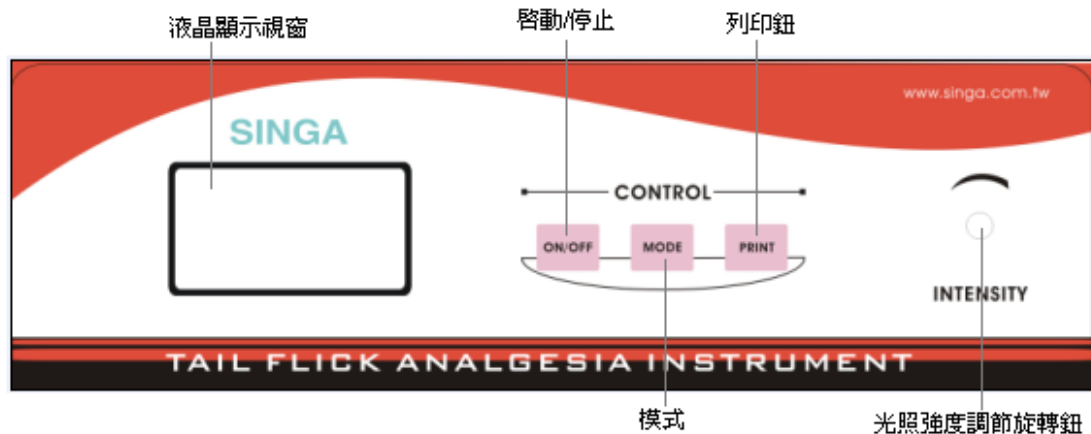 液晶顯示視窗
啓動/停止
列印鈕
www.singa.com.tw
SINGA
CONTROL
ON/OFF
MODE
PRINT
INTENSITY
TAIL FLICK ANALGESIA INSTRUMENT
模式
光照強度調節旋轉鈕